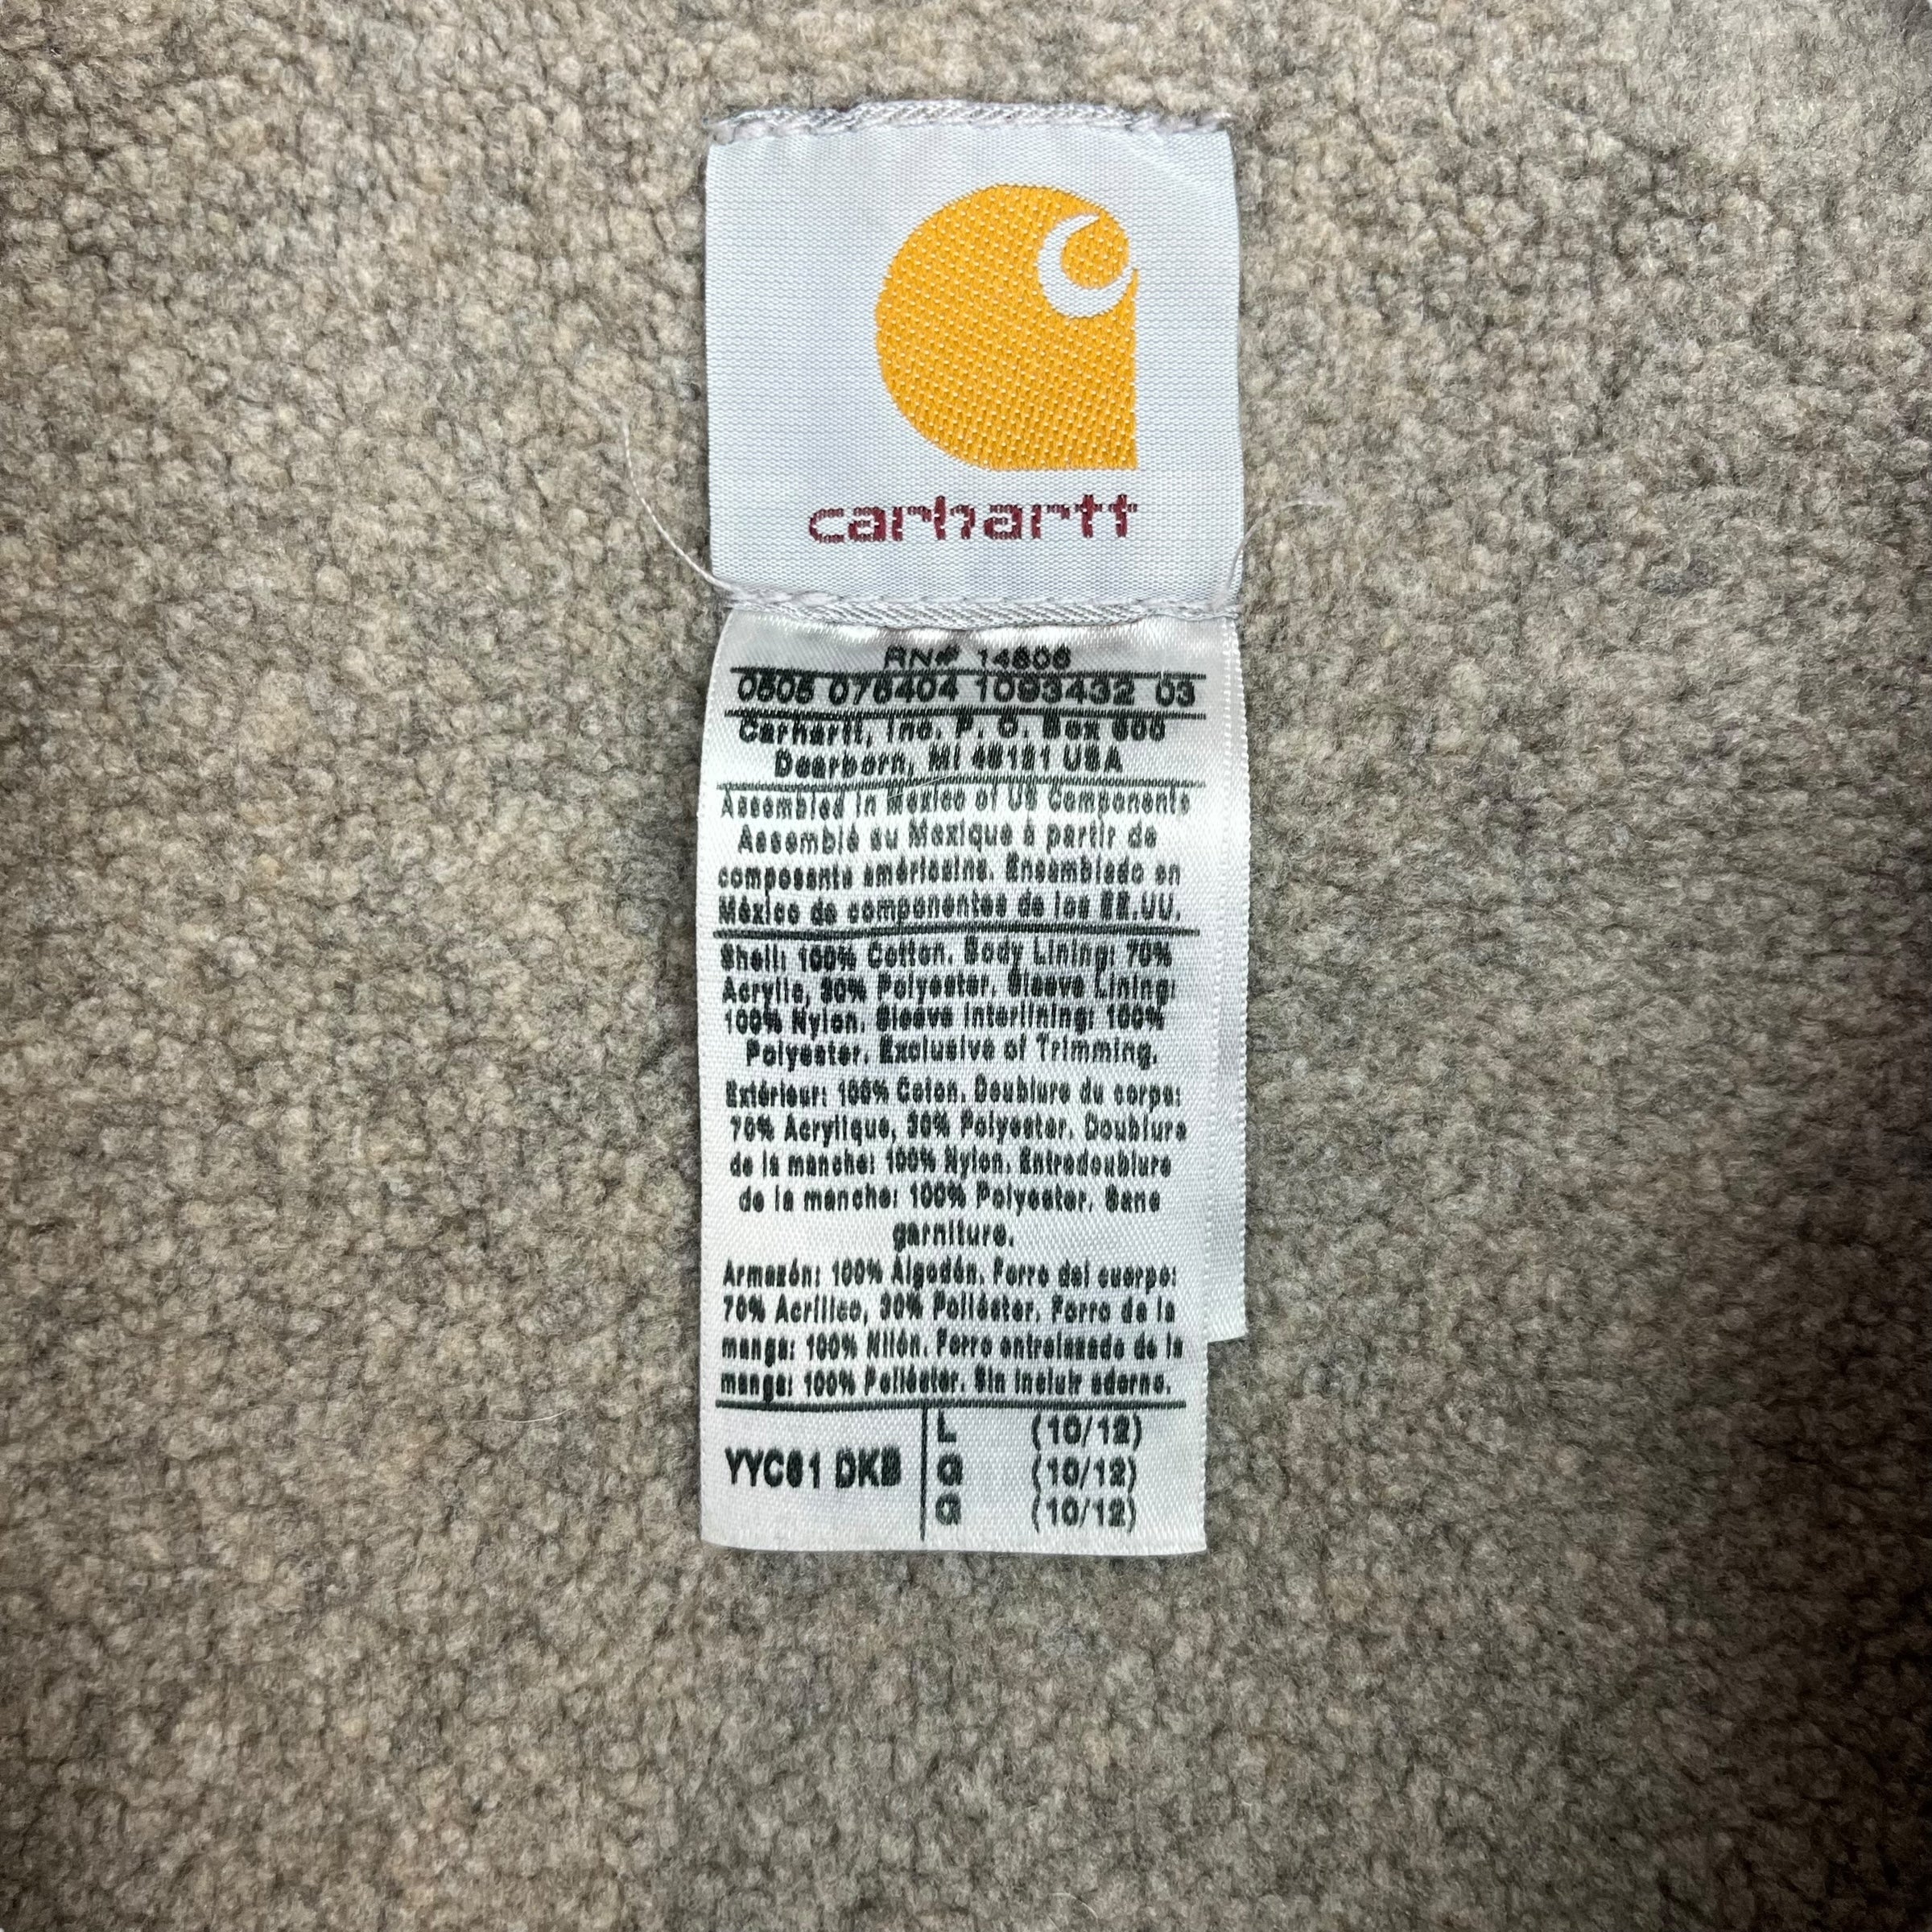 carhartt
RN# 14806
0505 076404 1093432 03
Carhartt, Inc. P. O. Box 600
Dearborn, MI 48121 USA
Assembled in Mexico of US Components
Assemblé au Mexique à partir de
composants américains. Ensamblado en
México de componentes de los EE.UU.
Shell: 100% Cotton. Body Lining: 70%
Acrylic, 30% Polyester. Sleeve Lining:
100% Nylon. Sleeve Interlining: 100%
Polyester. Exclusive of Trimming.
Extérieur: 100% Coton. Doublure du corps:
70% Acrylique, 30% Polyester. Doublure
de la manche: 100% Nylon. Entredoublure
de la manche: 100% Polyester. Sans
garniture.
Armazón: 100% Algodón. Forro del cuerpo:
70% Acrílico, 30% Poliéster. Forro de la
manga: 100% Nilón. Forro entrelazado de la
manga: 100% Poliéster. Sin incluir adorno.
YYC61 DKB
L (10/12)
G (10/12)
G (10/12)